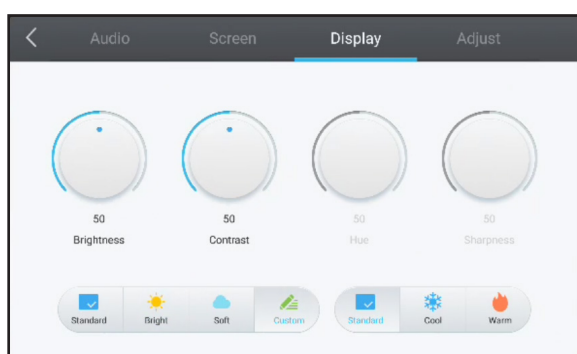 Audio Screen Display Adjust
50 50 50 50
Brightness Contrast Hue Sharpness
Standard Bright Soft Custom Standard Cool Warm